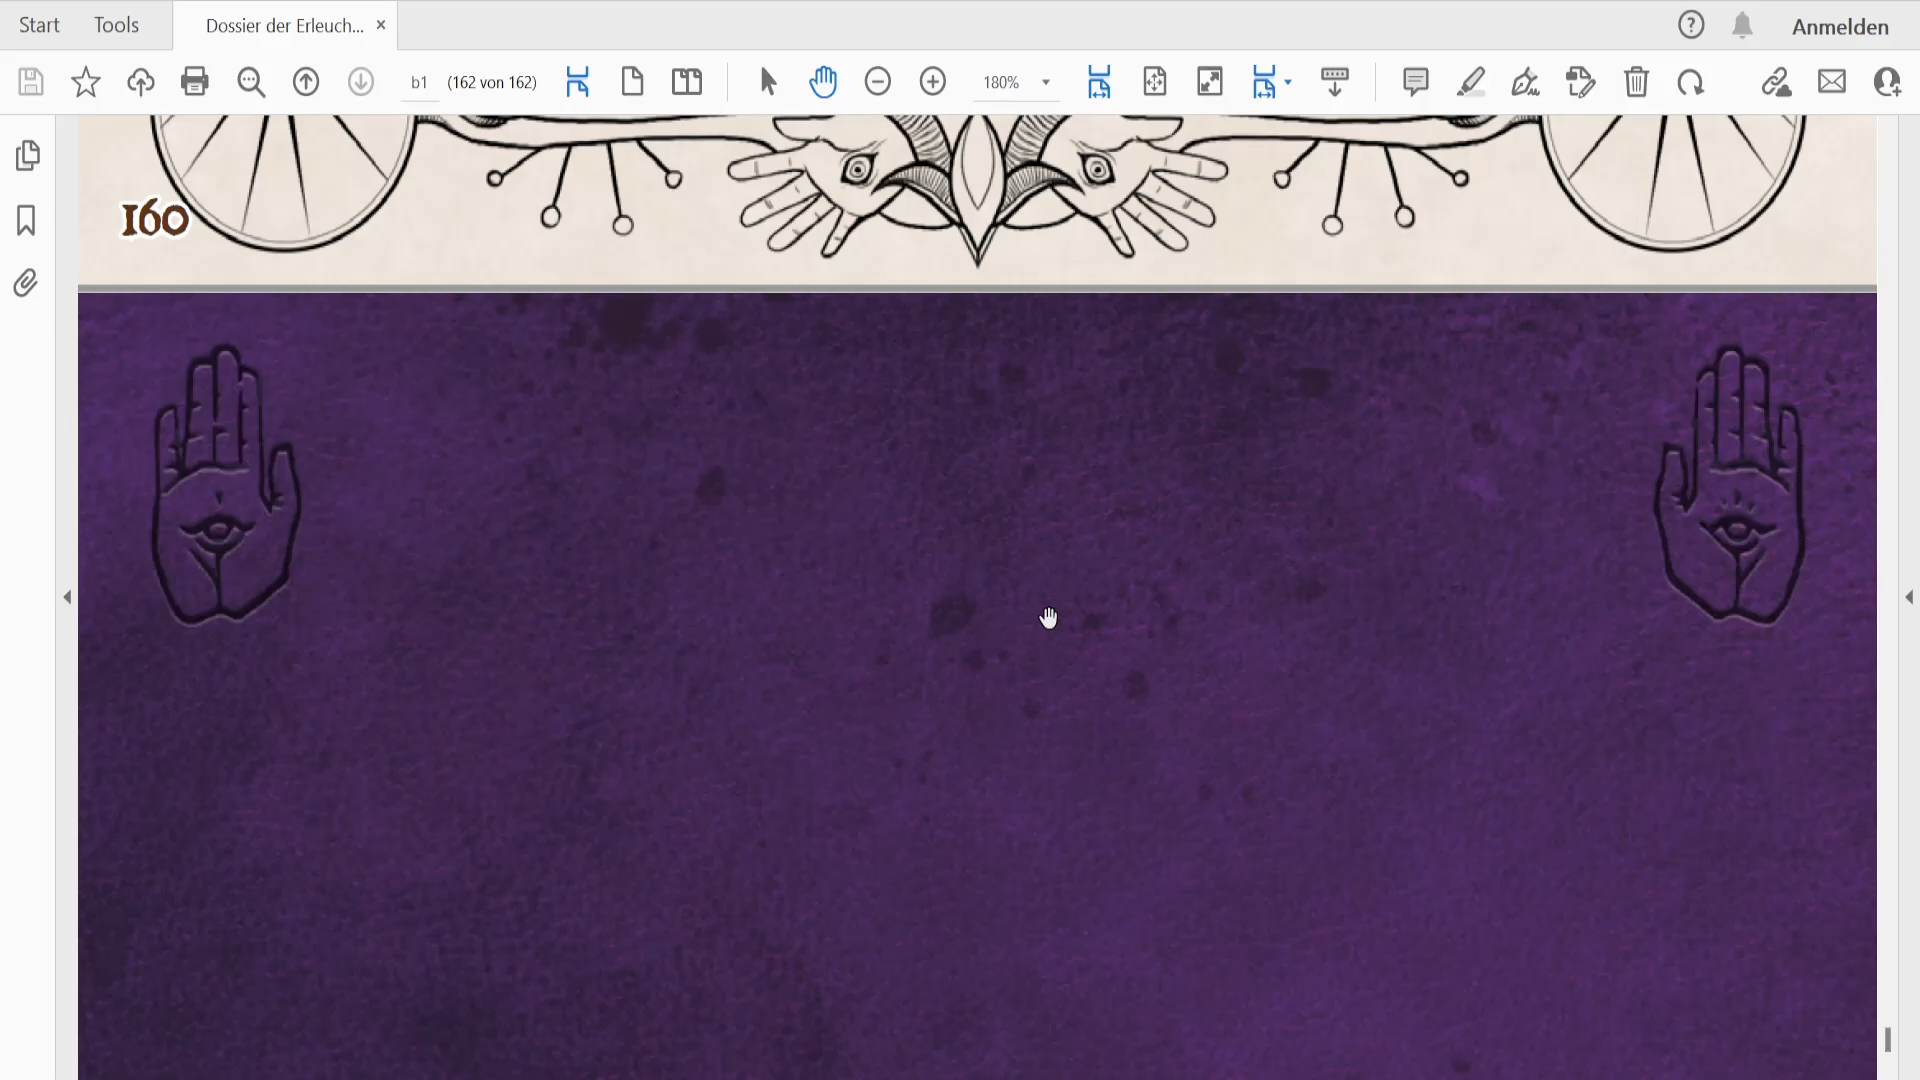 Start Tools Dossier der Erleuch... × Anmelden
b1 (162 von 162) 180%
160